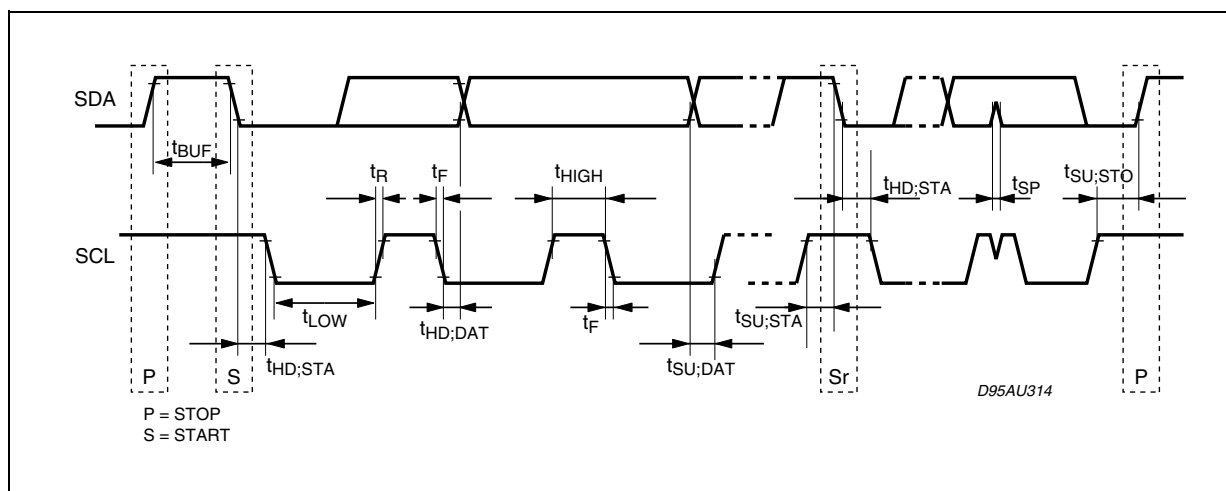 SDA
tBUF
tR
tF
tHIGH
tHD;STA
tSP
tSU;STO
SCL
tLOW
tHD;DAT
tF
tSU;STA
tHD;STA
tSU;DAT
P
S
Sr
D95AU314
P
P = STOP
S = START